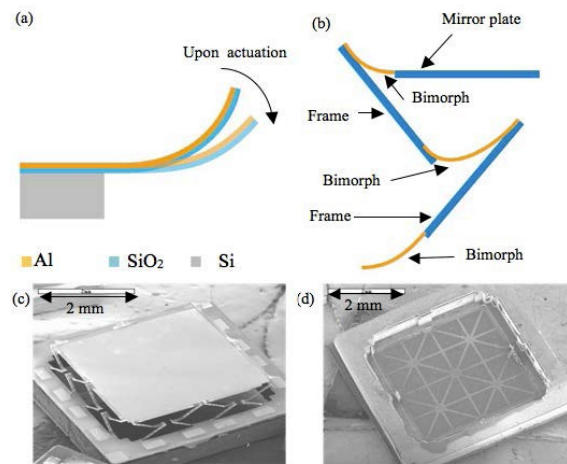 (a)
Upon actuation
Al
SiO₂
Si
(b)
Mirror plate
Bimorph
Frame
Bimorph
Frame
Bimorph
(c)
2 mm
(d)
2 mm